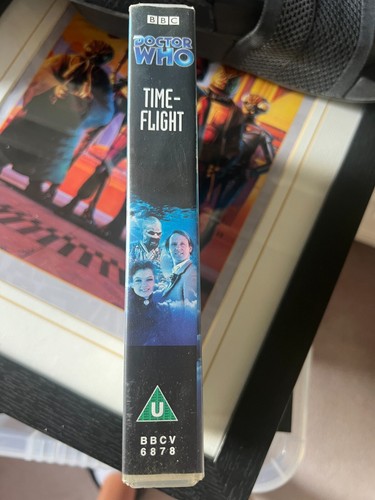 BBC
DOCTOR
WHO
TIME-
FLIGHT
U
BBCV
6878